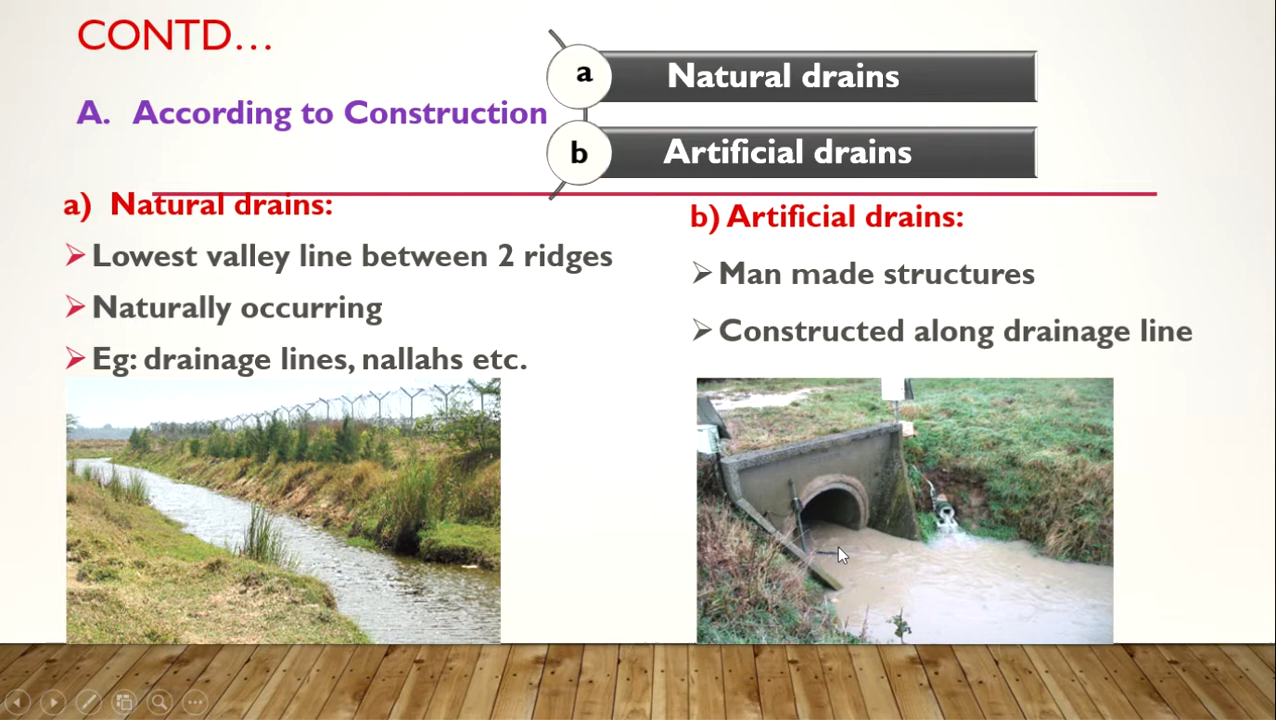 CONTD…
a
Natural drains
A. According to Construction
b
Artificial drains
a) Natural drains:
Lowest valley line between 2 ridges
Naturally occurring
Eg: drainage lines, nallahs etc.
b) Artificial drains:
Man made structures
Constructed along drainage line